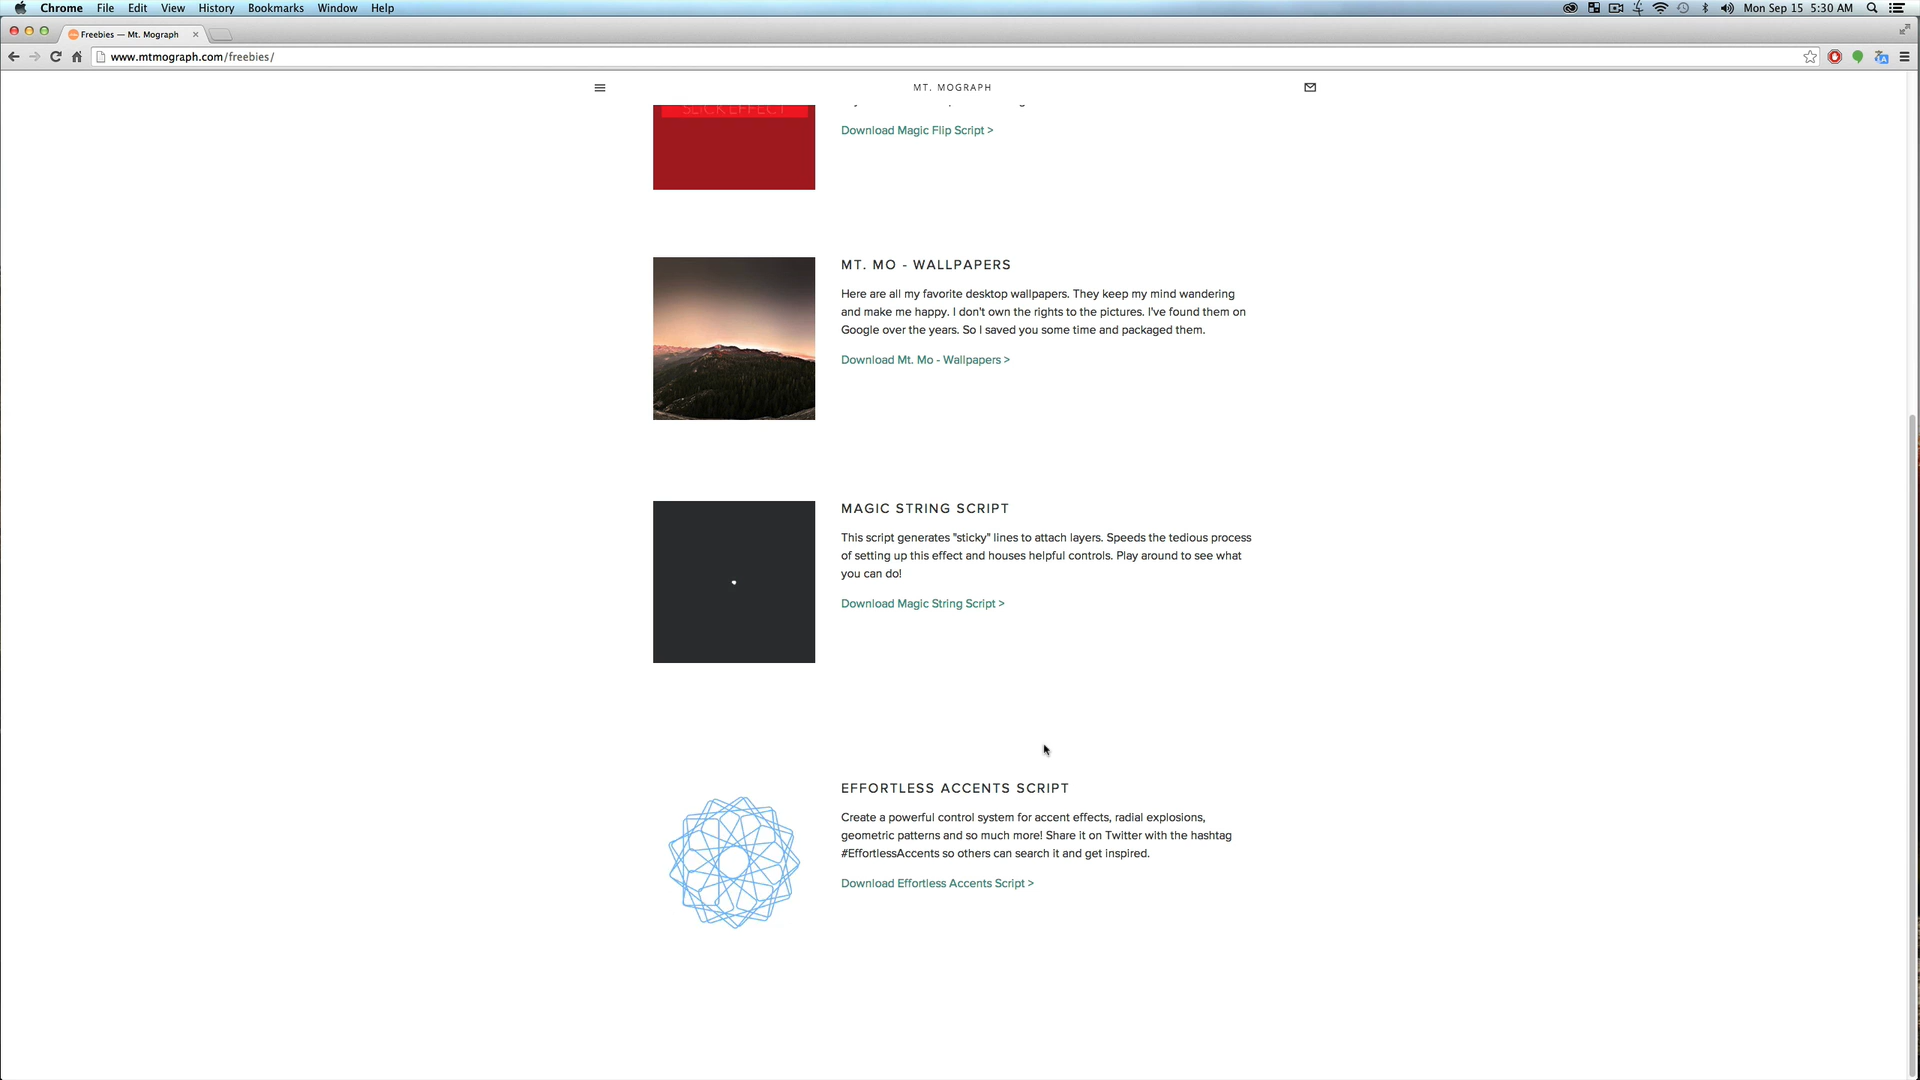 Chrome File Edit View History Bookmarks Window Help
Mon Sep 15 5:30 AM
Freebies — Mt. Mograph
www.mtmograph.com/freebies/
MT. MOGRAPH
SLICK EFFECT
Download Magic Flip Script >
MT. MO - WALLPAPERS
Here are all my favorite desktop wallpapers. They keep my mind wandering
and make me happy. I don't own the rights to the pictures. I've found them on
Google over the years. So I saved you some time and packaged them.
Download Mt. Mo - Wallpapers >
MAGIC STRING SCRIPT
This script generates "sticky" lines to attach layers. Speeds the tedious process
of setting up this effect and houses helpful controls. Play around to see what
you can do!
Download Magic String Script >
EFFORTLESS ACCENTS SCRIPT
Create a powerful control system for accent effects, radial explosions,
geometric patterns and so much more! Share it on Twitter with the hashtag
#EffortlessAccents so others can search it and get inspired.
Download Effortless Accents Script >